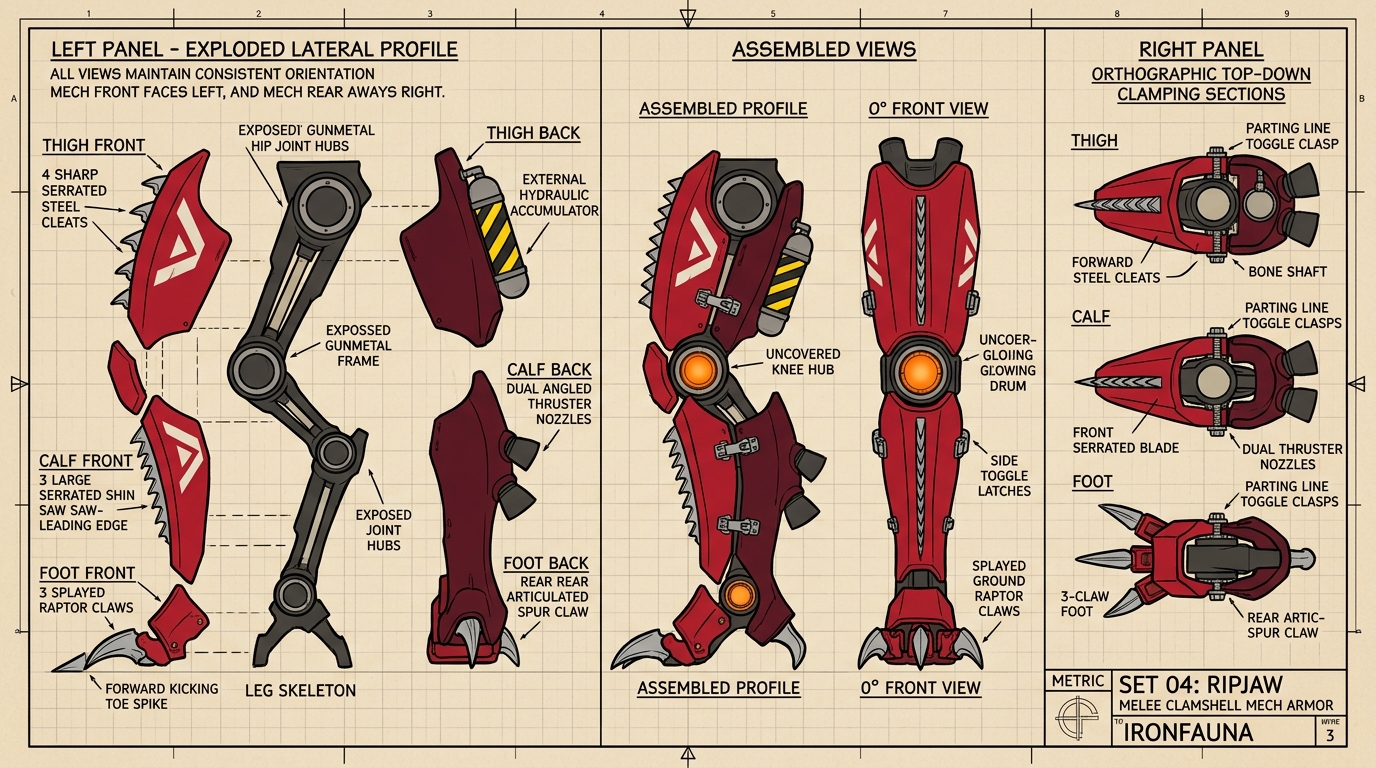 1 2 3 4 5 6 7 8 9
A
B
LEFT PANEL – EXPLODED LATERAL PROFILE
ALL VIEWS MAINTAIN CONSISTENT ORIENTATION
MECH FRONT FACES LEFT, AND MECH REAR AWAYS RIGHT.
THIGH FRONT
4 SHARP
SERRATED
STEEL
CLEATS
EXPOSEDT GUNMETAL
HIP JOINT HUBS
THIGH BACK
EXTERNAL
HYDRAULIC
ACCUMULATOR
EXPOSSED
GUNMETAL
FRAME
CALF BACK
DUAL ANGLED
THRUSTER
NOZZLES
CALF FRONT
3 LARGE
SERRATED SHIN
SAW SAW-
LEADING EDGE
EXPOSED
JOINT
HUBS
FOOT FRONT
3 SPLAYED
RAPTOR CLAWS
FOOT BACK
REAR REAR
ARTICULATED
SPUR CLAW
FORWARD KICKING
TOE SPIKE
LEG SKELETON
ASSEMBLED VIEWS
ASSEMBLED PROFILE
0° FRONT VIEW
UNCOVERED
KNEE HUB
UNCOER-
GLOIING
GLOWING
DRUM
SIDE
TOGGLE
LATCHES
SPLAYED
GROUND
RAPTOR
CLAWS
ASSEMBLED PROFILE
0° FRONT VIEW
RIGHT PANEL
ORTHOGRAPHIC TOP-DOWN
CLAMPING SECTIONS
THIGH
PARTING LINE
TOGGLE CLASP
FORWARD
STEEL CLEATS
BONE SHAFT
CALF
PARTING LINE
TOGGLE CLASPS
FRONT
SERRATED BLADE
DUAL THRUSTER
NOZZLES
FOOT
PARTING LINE
TOGGLE CLASPS
3-CLAW
FOOT
REAR ARTIC-
SPUR CLAW
METRIC
SET 04: RIPJAW
MELEE CLAMSHELL MECH ARMOR
TO
IRONFAUNA
3